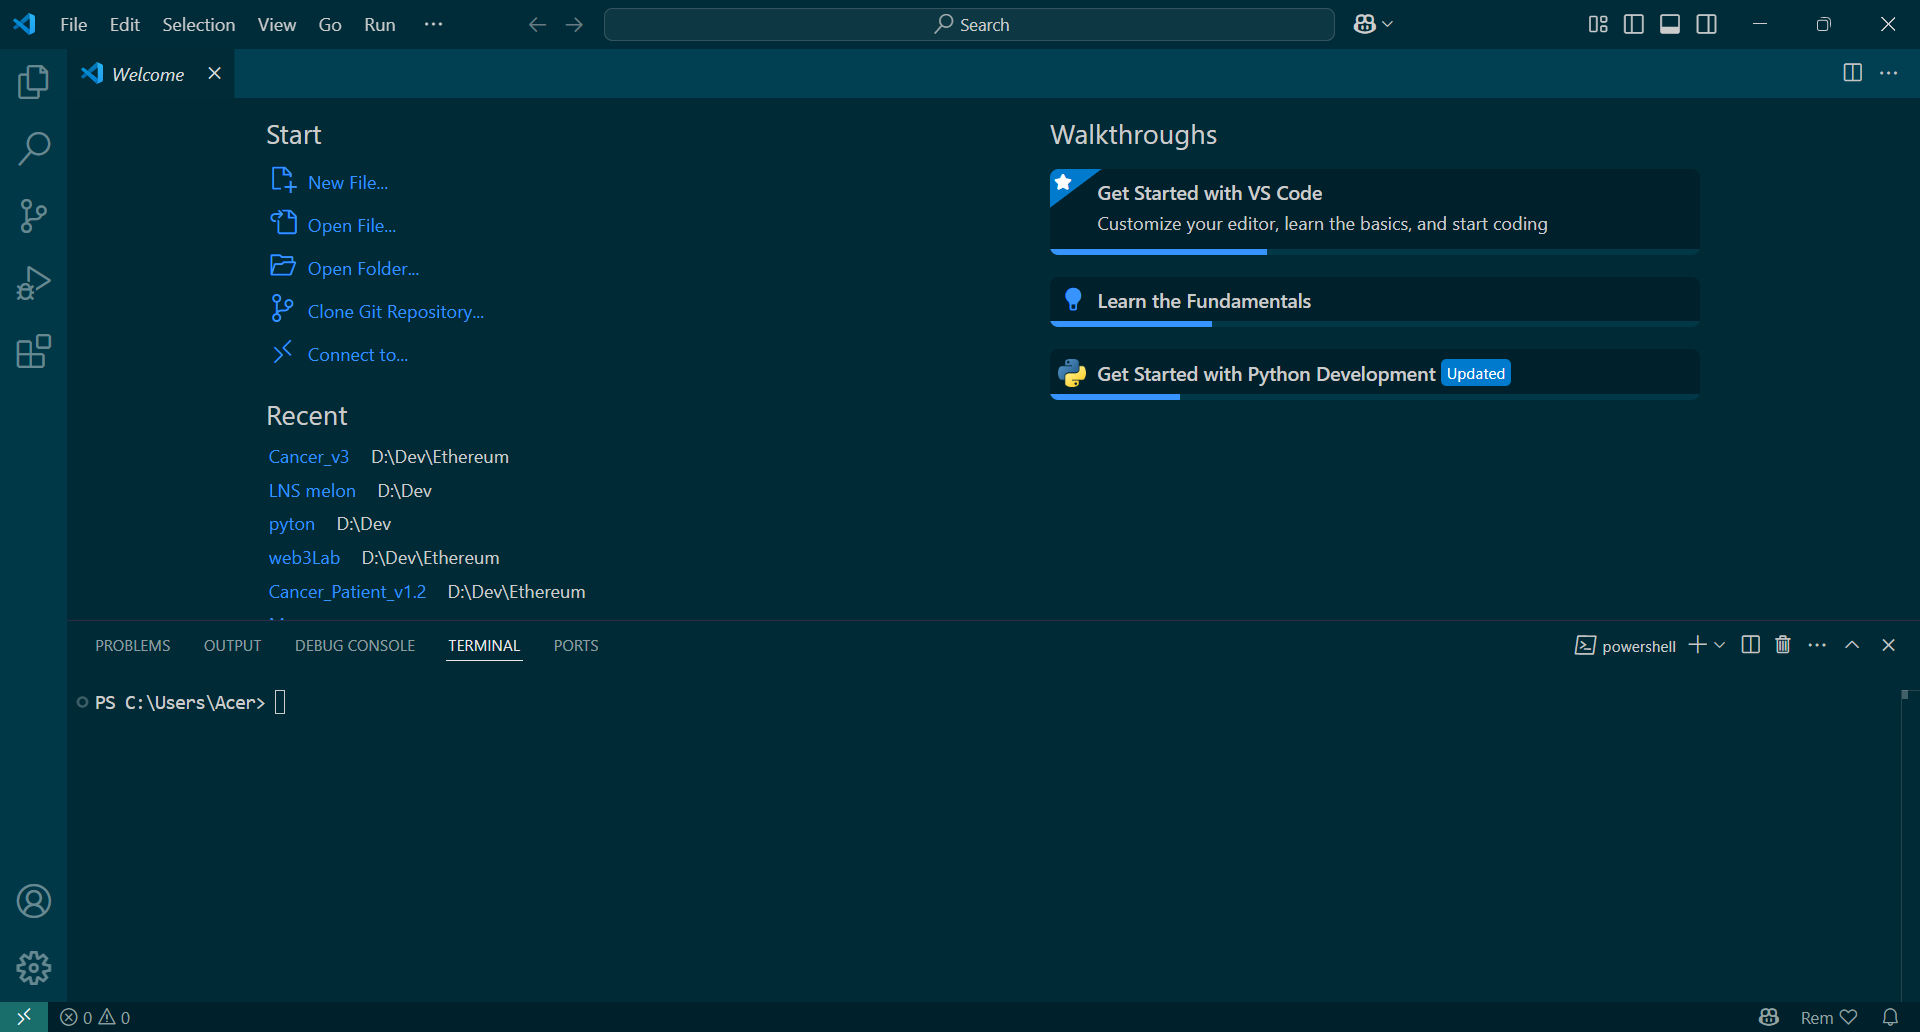 File Edit Selection View Go Run ··· Search
Welcome
Start
New File...
Open File...
Open Folder...
Clone Git Repository...
Connect to...
Recent
Cancer_v3 D:\Dev\Ethereum
LNS melon D:\Dev
pyton D:\Dev
web3Lab D:\Dev\Ethereum
Cancer_Patient_v1.2 D:\Dev\Ethereum
Walkthroughs
Get Started with VS Code
Customize your editor, learn the basics, and start coding
Learn the Fundamentals
Get Started with Python Development Updated
PROBLEMS OUTPUT DEBUG CONSOLE TERMINAL PORTS powershell
PS C:\Users\Acer>
0 0 Rem